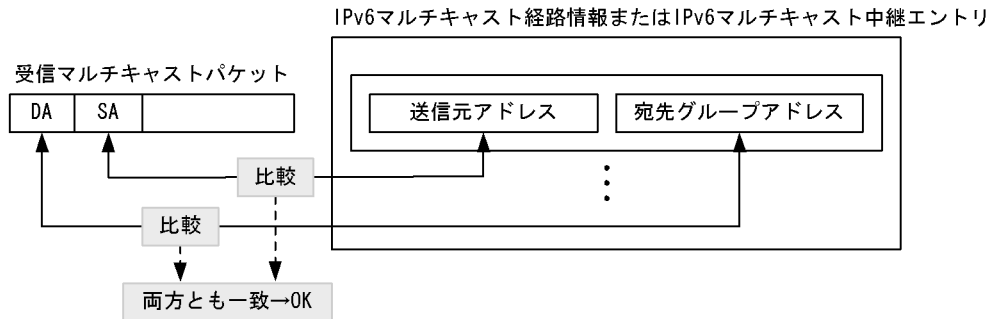 IPv6マルチキャスト経路情報またはIPv6マルチキャスト中継エントリ
受信マルチキャストパケット
DA SA
送信元アドレス 宛先グループアドレス
比較
比較
両方とも一致→OK